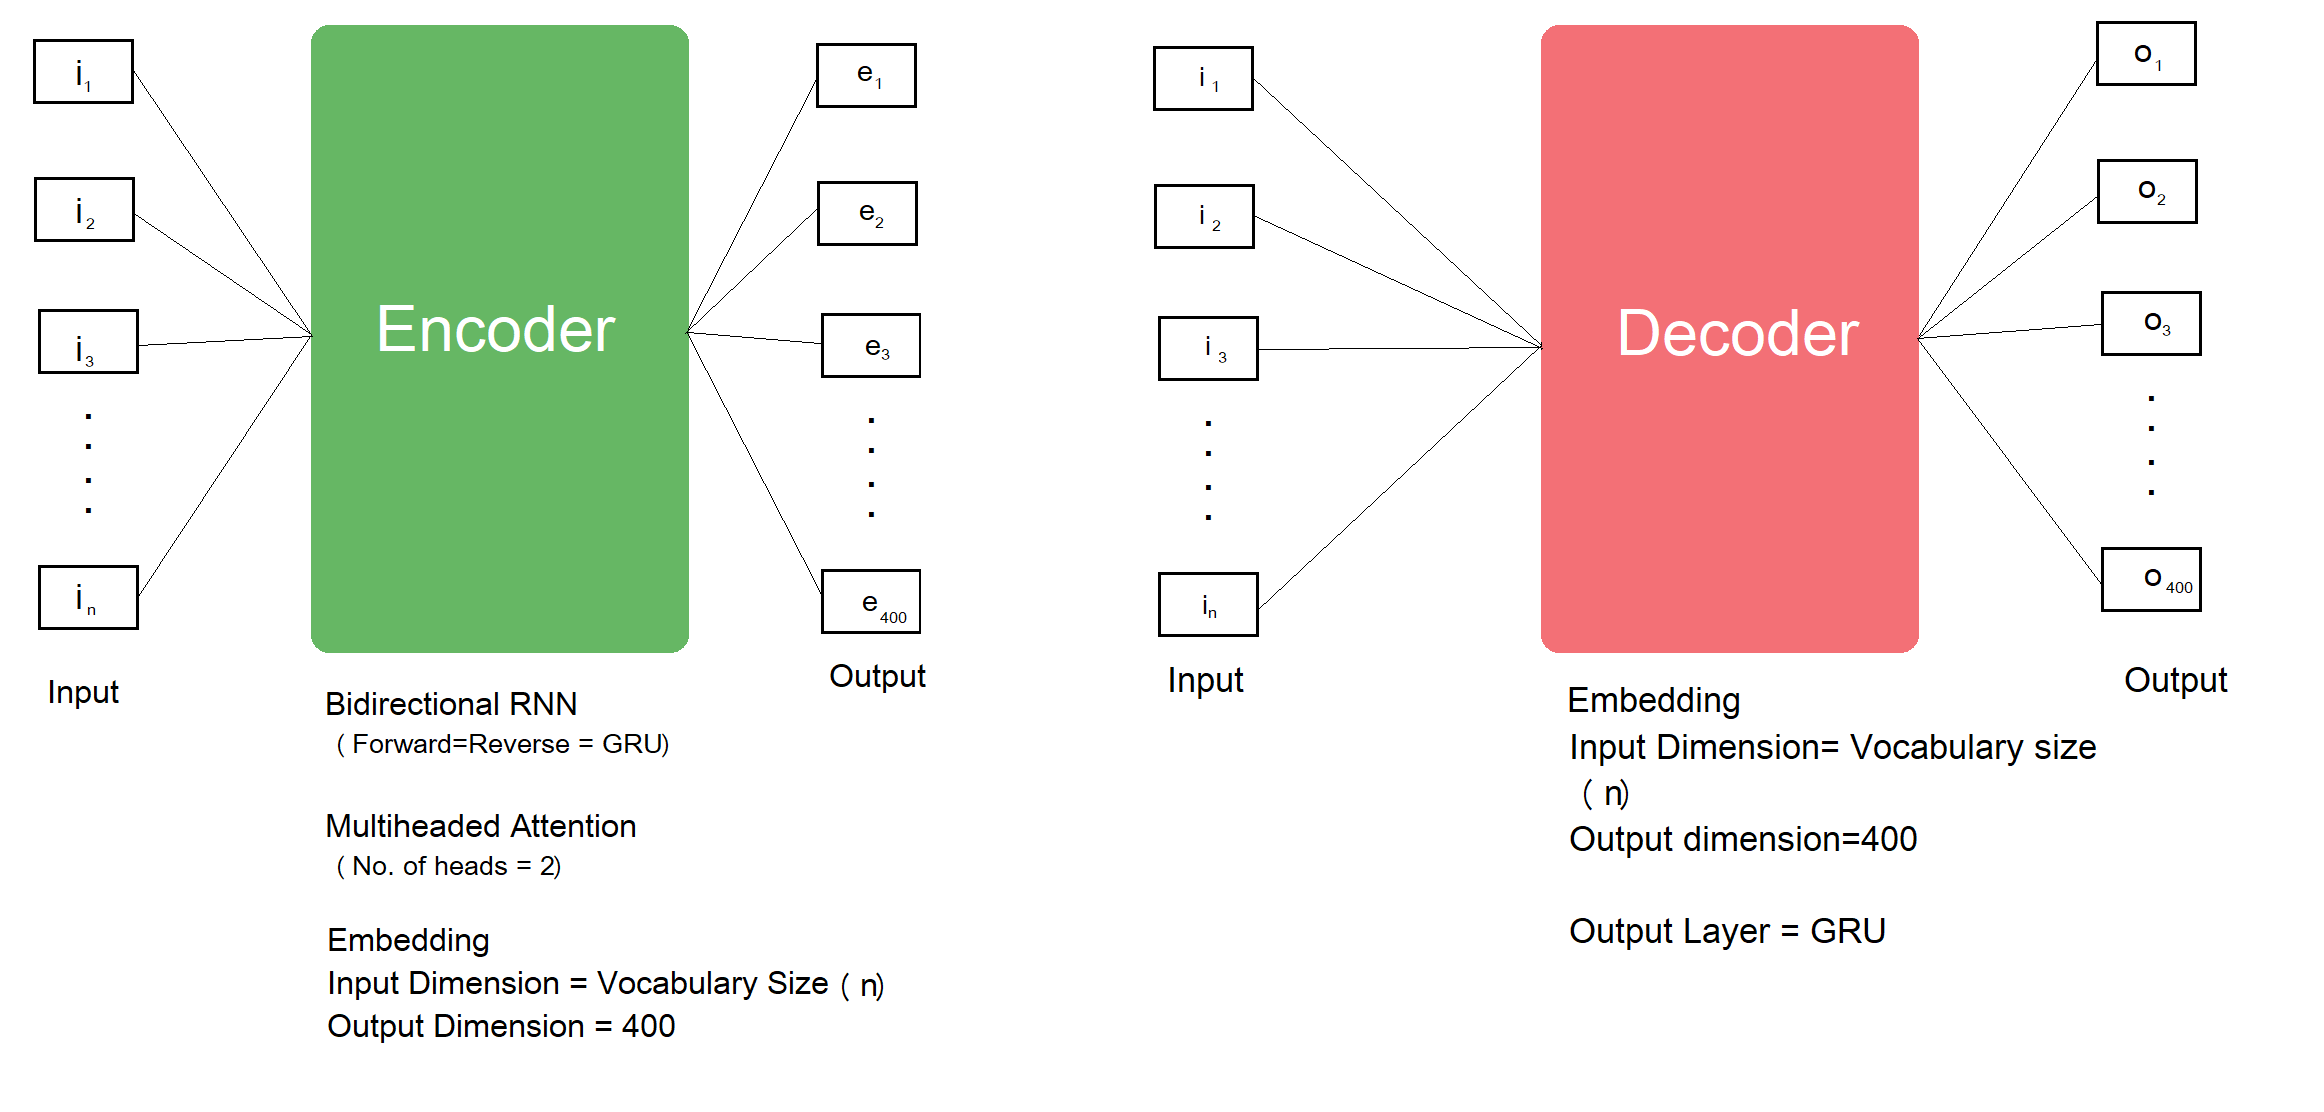 i1
i2
i3
.
.
.
.
in
Input
Encoder
e1
e2
e3
.
.
.
.
e400
Output
Bidirectional RNN
( Forward=Reverse = GRU)
Multiheaded Attention
( No. of heads = 2)
Embedding
Input Dimension = Vocabulary Size ( n)
Output Dimension = 400
i 1
i 2
i 3
.
.
.
.
in
Input
Decoder
o1
o2
o3
.
.
.
.
o400
Output
Embedding
Input Dimension= Vocabulary size
( n)
Output dimension=400
Output Layer = GRU